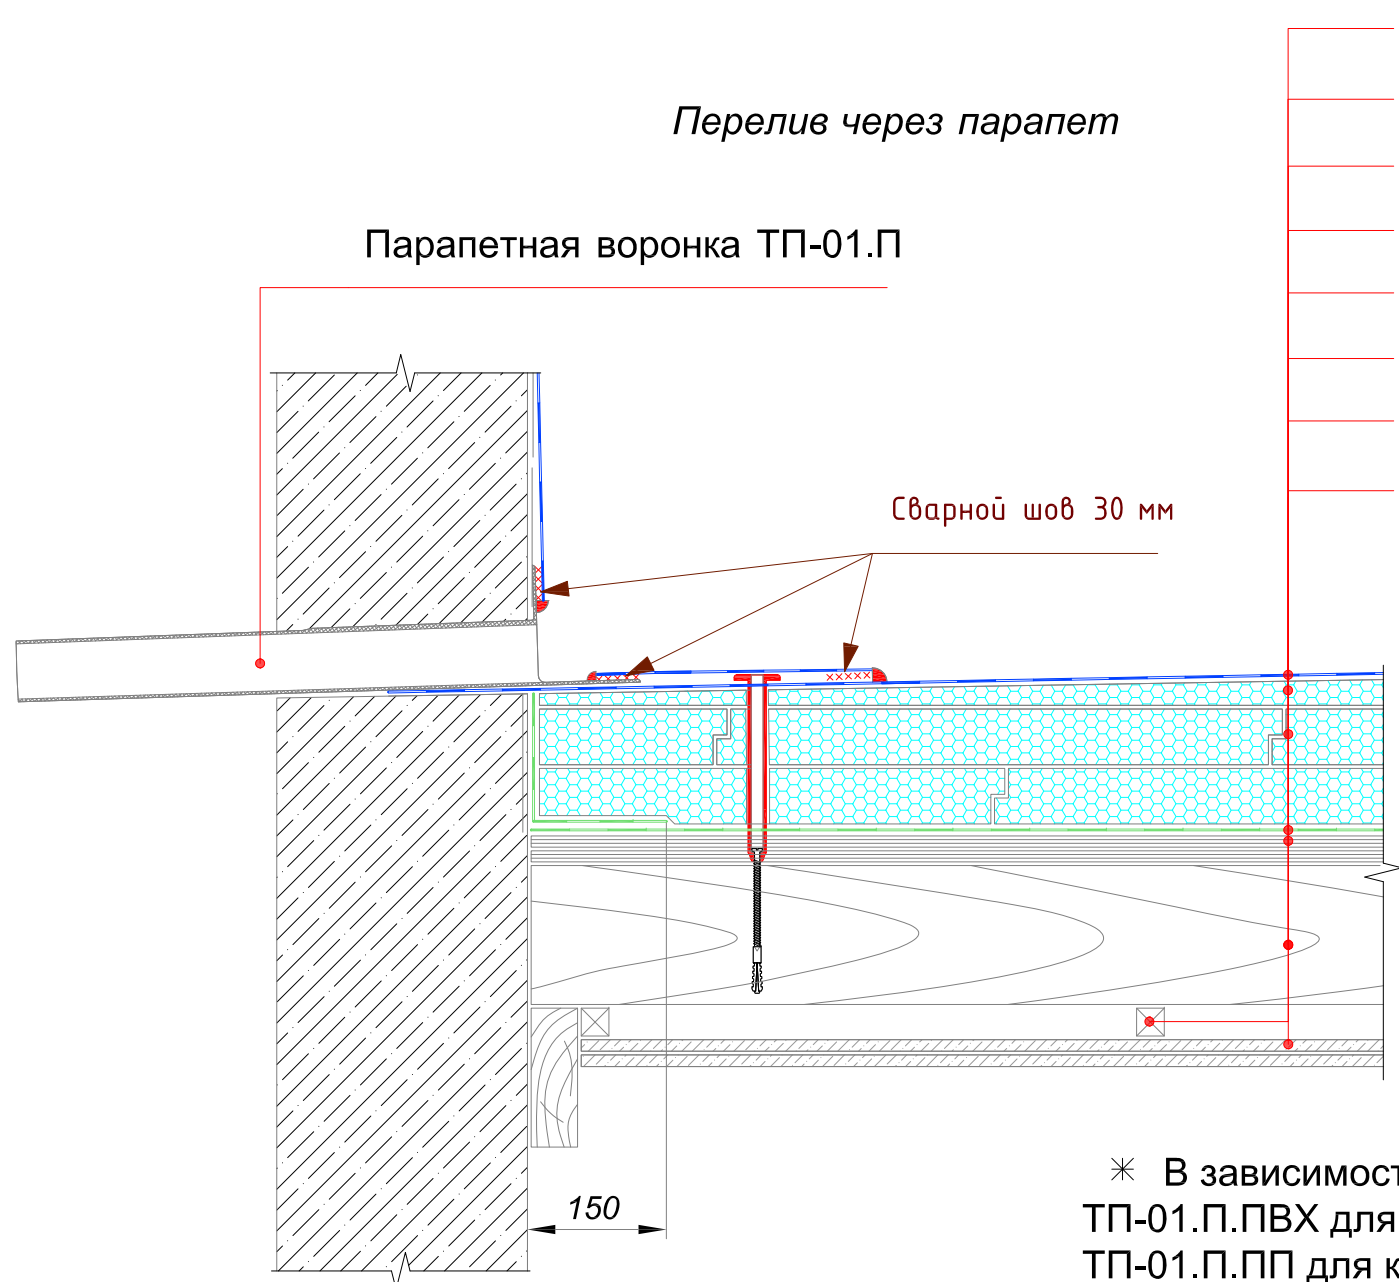 Перелив через парапет
Парапетная воронка ТП-01.П
Сварной шов 30 мм
150
* В зависимост
ТП-01.П.ПВХ для
ТП-01.П.ПП для к